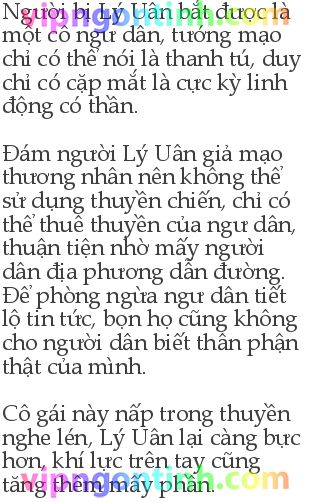 Người bị Lý Uân bắt được là
một cô ngư dân, tướng mạo
chỉ có thể nói là thanh tú, duy
chỉ có cặp mắt là cực kỳ linh
động có thần.

Đám người Lý Uân giả mạo
thương nhân nên không thể
sử dụng thuyền chiến, chỉ có
thể thuê thuyền của ngư dân,
thuận tiện nhờ mấy người
dân địa phương dẫn đường.
Để phòng ngừa ngư dân tiết
lộ tin tức, bọn họ cũng không
cho người dân biết thân phận
thật của mình.

Cô gái này nấp trong thuyền
nghe lén, Lý Uân lại càng bực
hơn, khí lực trên tay cũng
tăng thêm mấy phần.
vipngontinh.com
vipngontinh.com
vipngontinh.com